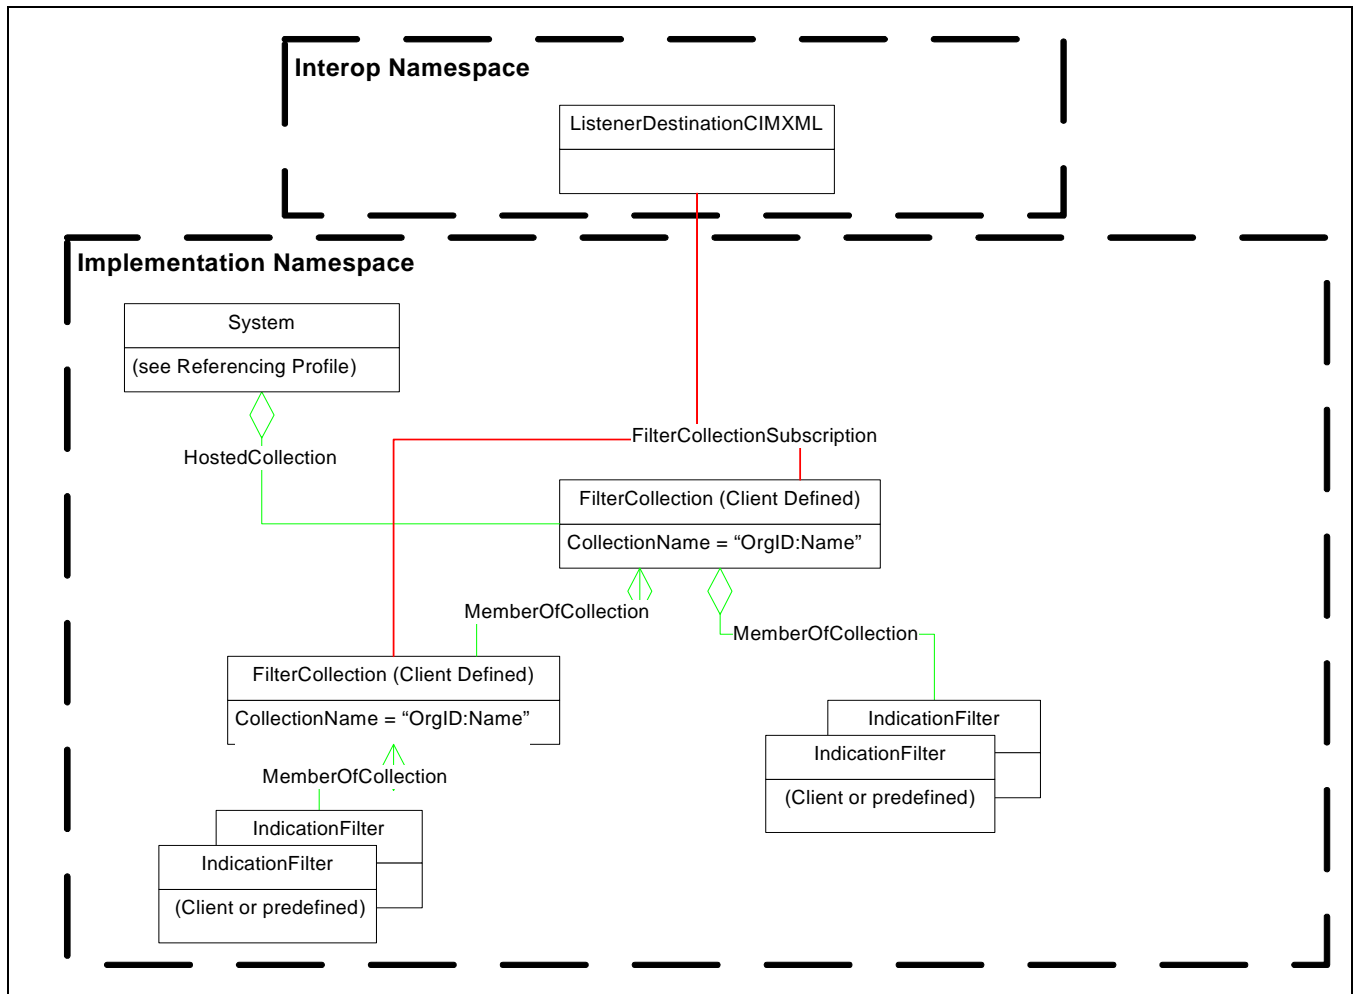 Interop Namespace
ListenerDestinationCIMXML
Implementation Namespace
System
(see Referencing Profile)
FilterCollectionSubscription
HostedCollection
FilterCollection (Client Defined)
CollectionName = “OrgID:Name”
MemberOfCollection
MemberOfCollection
FilterCollection (Client Defined)
CollectionName = “OrgID:Name”
IndicationFilter
IndicationFilter
(Client or predefined)
MemberOfCollection
IndicationFilter
IndicationFilter
(Client or predefined)